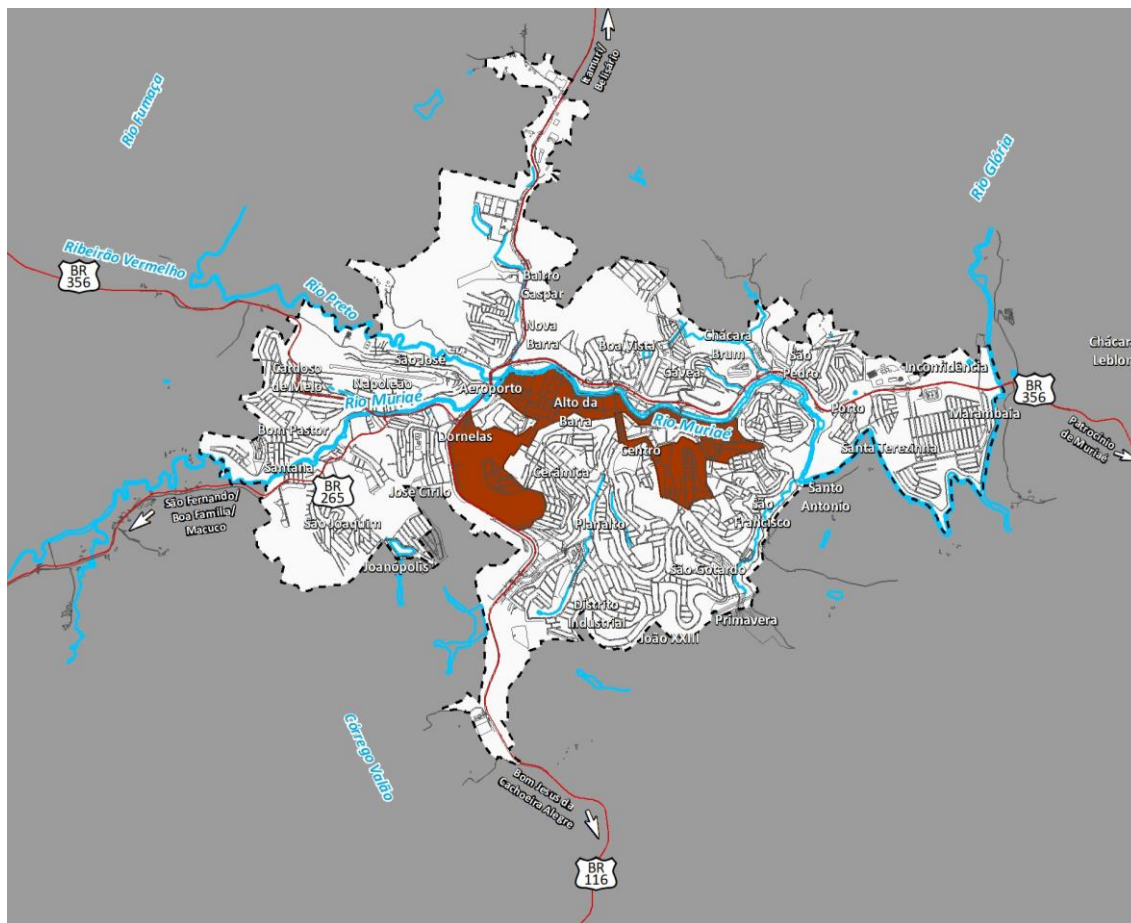 Itamuri/
Belisário
Rio Fumaça
Rio Glória
Ribeirão Vermelho
BR
356
Rio Preto
Bairro
Gaspar
Nova
Barra
Boa Vista
Chácara
Brum
São
Pedro
Gávea
Inconfidência
Chácar
Leblon
BR
356
Patrocínio
de Muriaé
São José
Aeroporto
Catuloso
de Melo
Napoleão
Rio Muriaé
Alto da
Barra
Rio Muriaé
Porto
Marambaia
Bom Pastor
Dornelas
Centro
Santa Terezinha
Santana
Cerâmica
BR
265
José Cirilo
São Fernando/
Boa Família/
Macuco
São Joaquim
Planalto
São
Francisco
Santo
Antonio
Joanópolis
São Gotardo
Distrito
Industrial
João XXIII
Primavera
Córrego Valão
Bom Jesus da
Cachoeira Alegre
BR
116